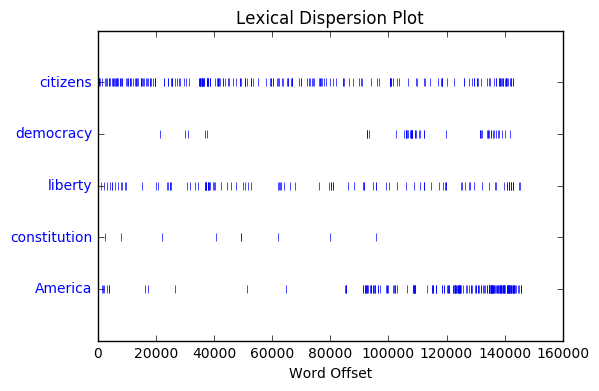 Lexical Dispersion Plot
citizens
democracy
liberty
constitution
America
0 20000 40000 60000 80000 100000 120000 140000 160000
Word Offset